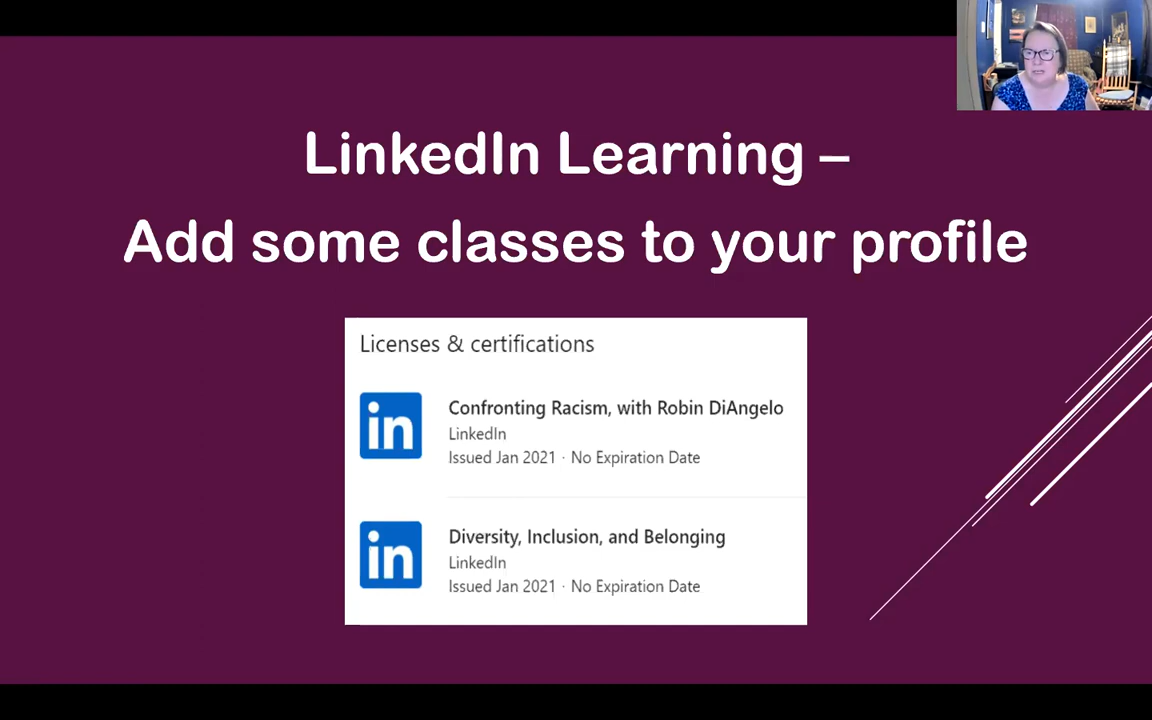 LinkedIn Learning –
Add some classes to your profile
Licenses & certifications
in
Confronting Racism, with Robin DiAngelo
LinkedIn
Issued Jan 2021 · No Expiration Date
in
Diversity, Inclusion, and Belonging
LinkedIn
Issued Jan 2021 · No Expiration Date